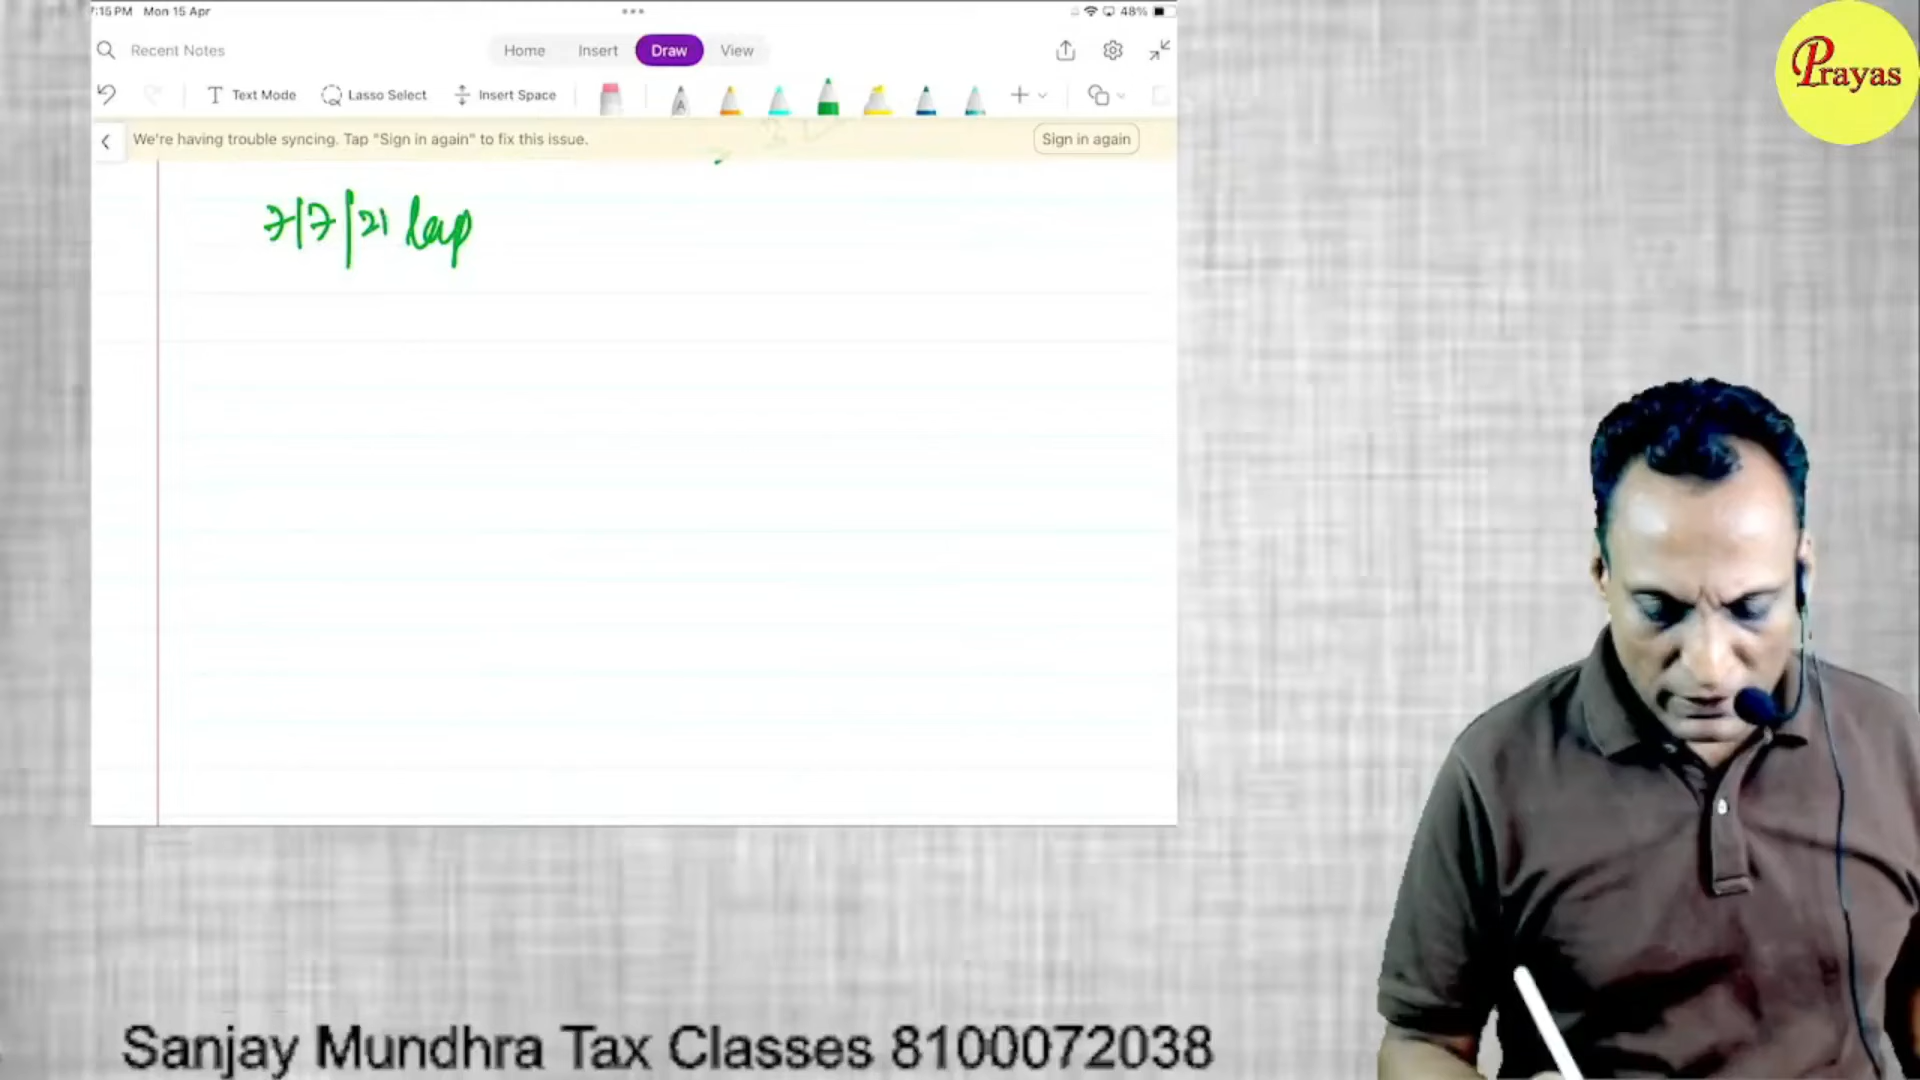 7:15 PM Mon 15 Apr
48%
Recent Notes
Home Insert Draw View
Text Mode Lasso Select Insert Space
We're having trouble syncing. Tap "Sign in again" to fix this issue.
Sign in again
7/7/21 lap
Prayas
Sanjay Mundhra Tax Classes 8100072038